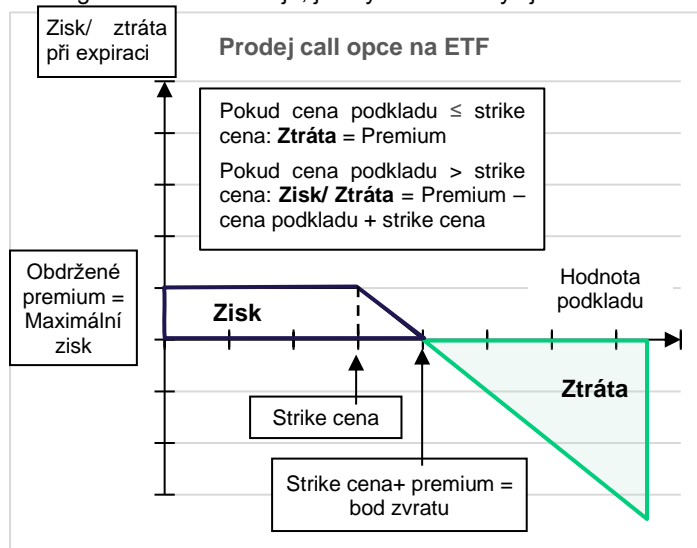 Zisk/ ztráta
při expiraci
Prodej call opce na ETF
Pokud cena podkladu ≤ strike
cena: Ztráta = Premium
Pokud cena podkladu > strike
cena: Zisk/ Ztráta = Premium –
cena podkladu + strike cena
Obdržené
premium =
Maximální
zisk
Zisk
Hodnota
podkladu
Ztráta
Strike cena
Strike cena+ premium =
bod zvratu